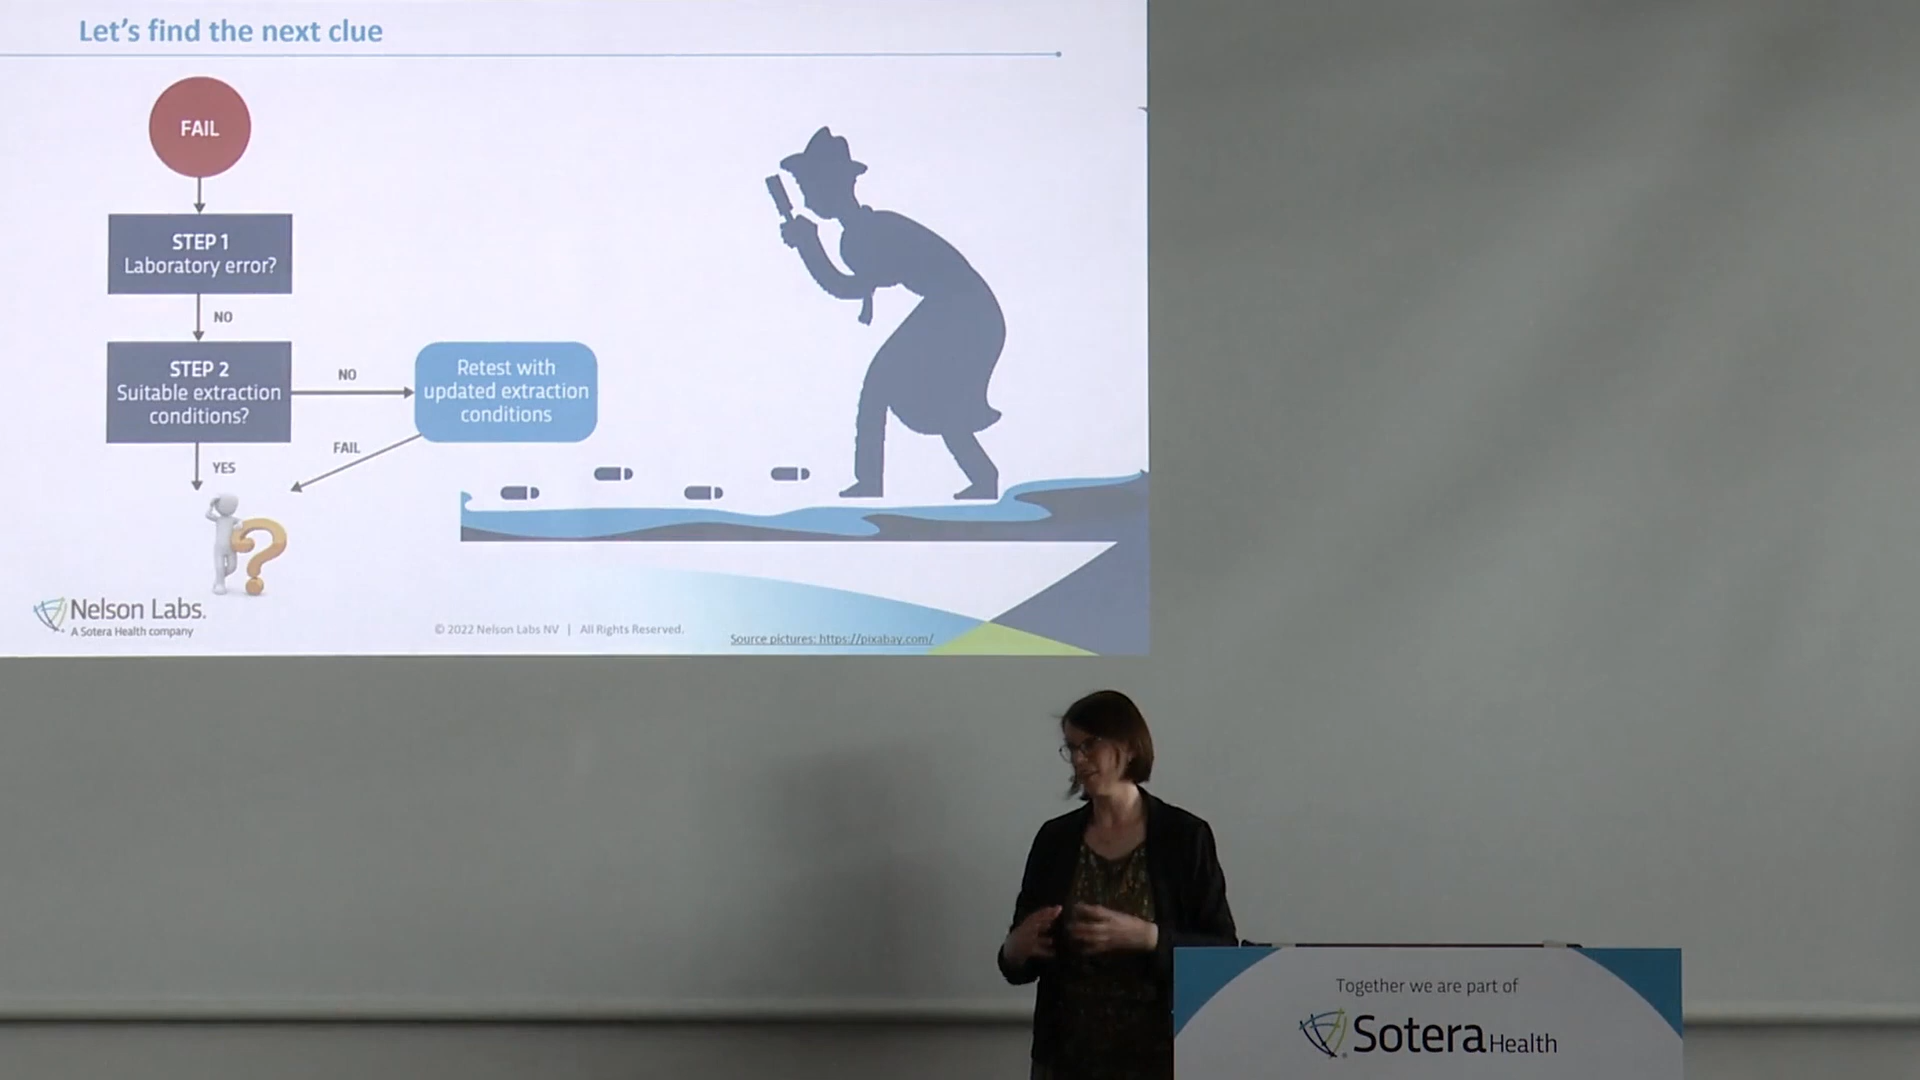 Let's find the next clue
FAIL
STEP 1
Laboratory error?
NO
STEP 2
Suitable extraction
conditions?
NO
Retest with
updated extraction
conditions
FAIL
YES
Nelson Labs.
A Sotera Health company
© 2022 Nelson Labs NV | All Rights Reserved.
Source pictures: https://pixabay.com/
Together we are part of
Sotera Health